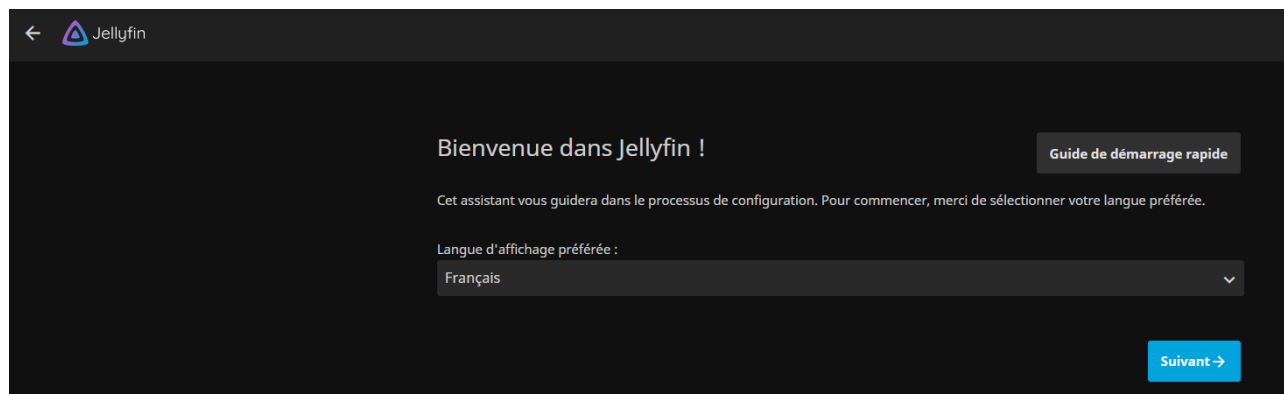 Jellyfin
Bienvenue dans Jellyfin !
Guide de démarrage rapide
Cet assistant vous guidera dans le processus de configuration. Pour commencer, merci de sélectionner votre langue préférée.
Langue d'affichage préférée :
Français
Suivant→